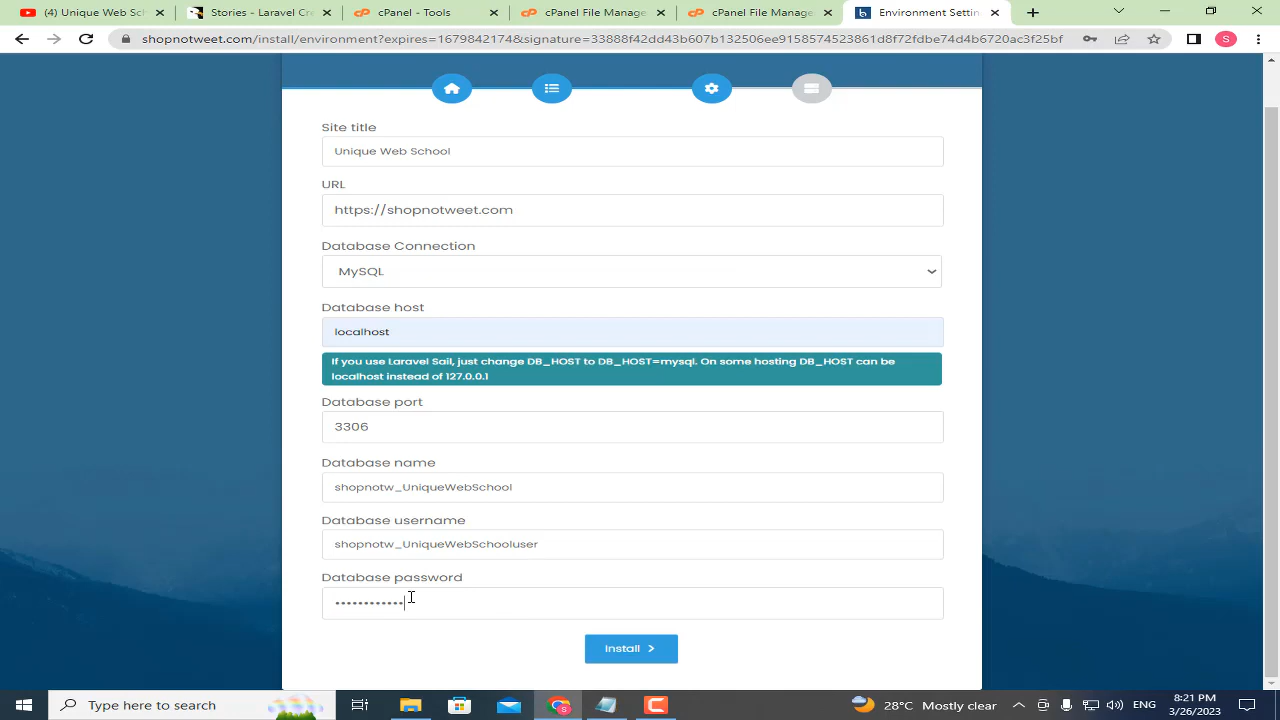 (4) Unique Web Sch
Stories - Laravel Cre
cPanel - Tools
cPanel File Manage
cPanel File Manage
Environment Settin
shopnotweet.com/install/environment?expires=1679842174&signature=33888f42dd43b607b132506ee9158574523861d8f72fdbe74d4b6720ac3f25bf
S
Site title
Unique Web School
URL
https://shopnotweet.com
Database Connection
MySQL
Database host
localhost
If you use Laravel Sail, just change DB_HOST to DB_HOST=mysql. On some hosting DB_HOST can be
localhost instead of 127.0.0.1
Database port
3306
Database name
shopnotw_UniqueWebSchool
Database username
shopnotw_UniqueWebSchooluser
Database password
••••••••••••
Install
Type here to search
28°C Mostly clear
ENG
8:21 PM
3/26/2023